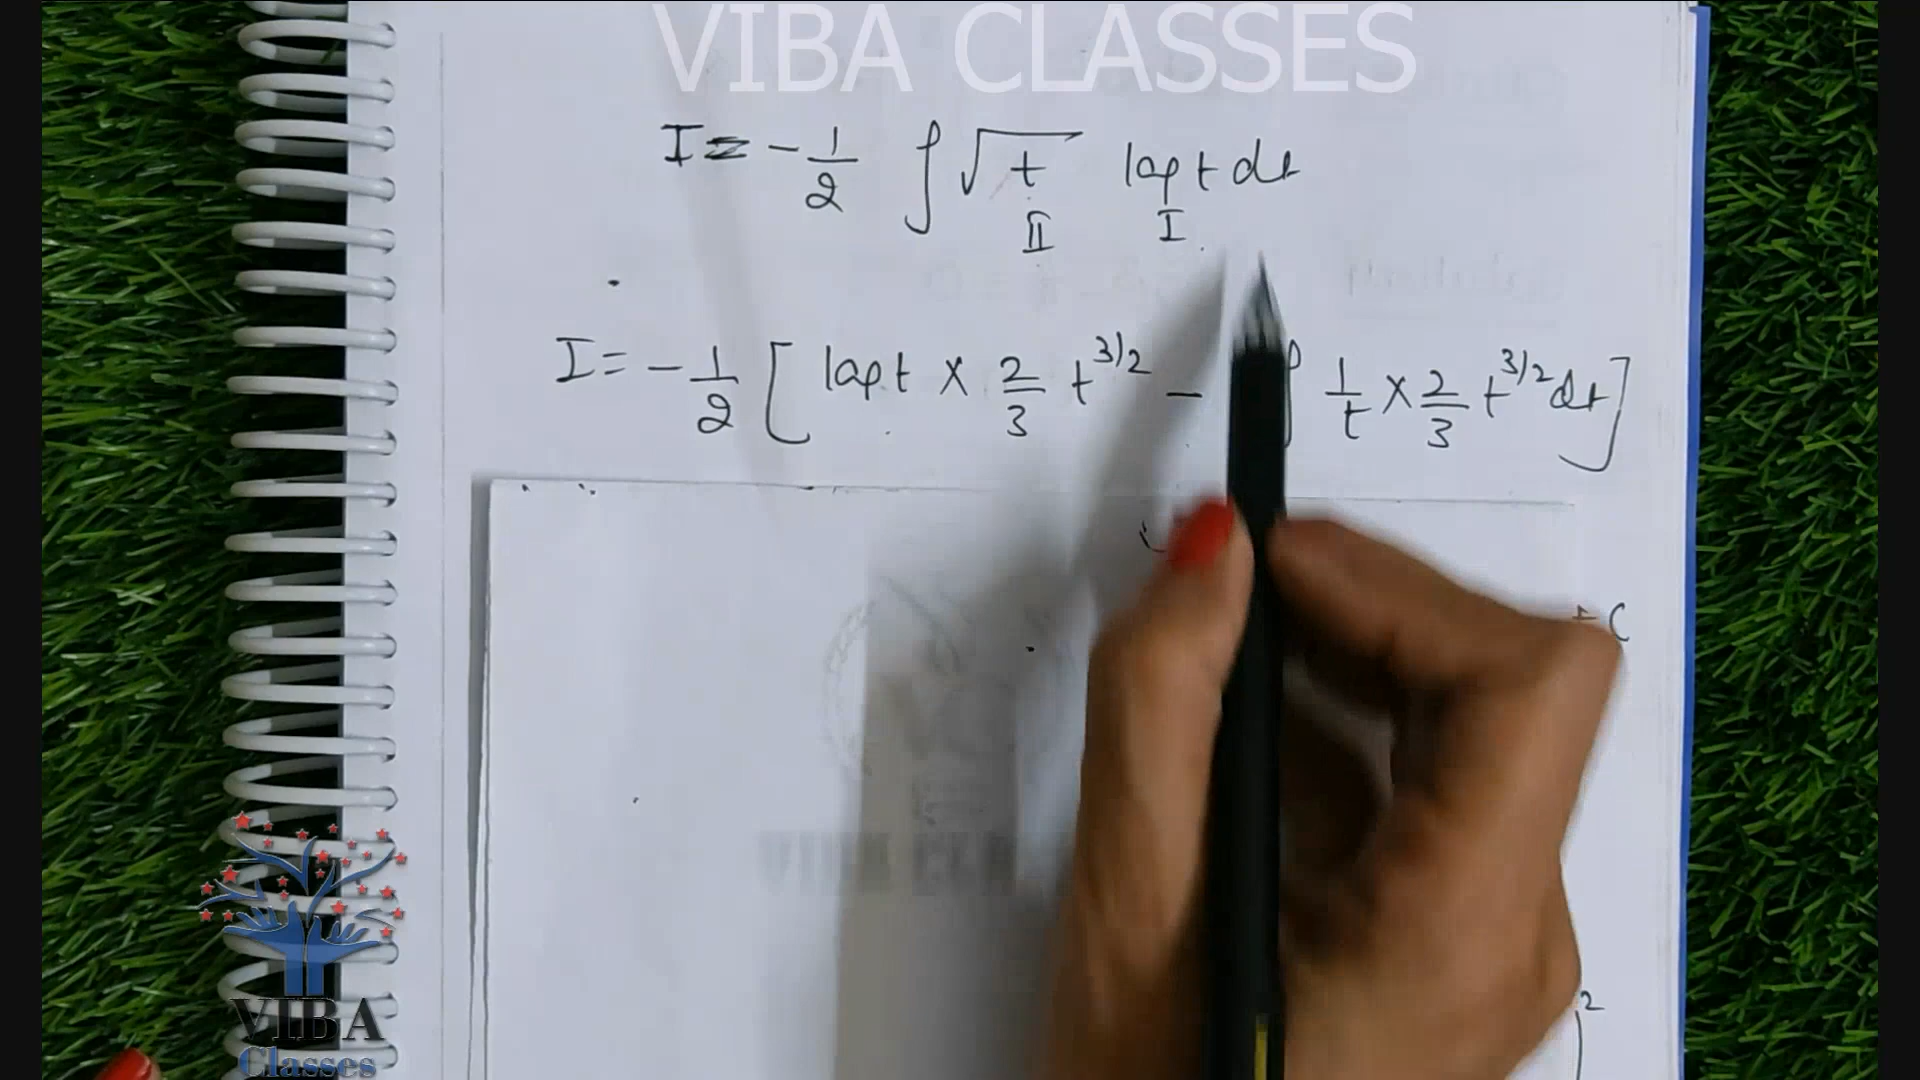 VIBA CLASSES
I = -1/2 ∫ √t log t dt
II I
I = -1/2 [ log t × 2/3 t^3/2 - ∫ 1/t × 2/3 t^3/2 dt ]
+ C
2
VIBA
Classes